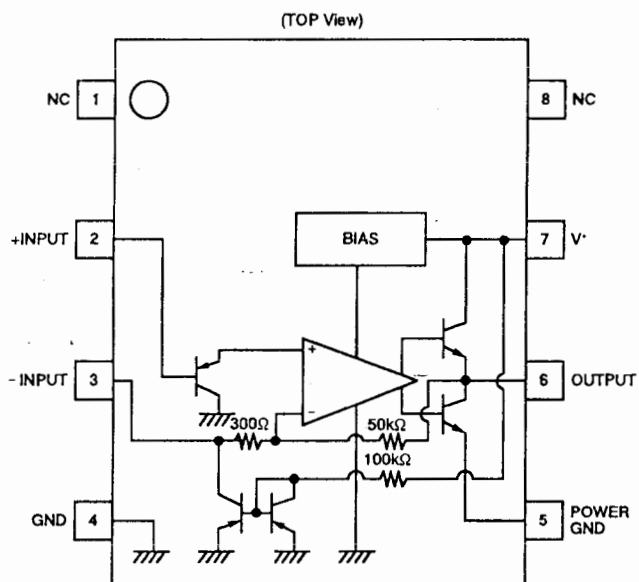 (TOP View)
NC 1
8 NC
+INPUT 2
BIAS
7 V+
+
-INPUT 3
6 OUTPUT
−
300Ω
50kΩ
100kΩ
GND 4
5 POWER GND